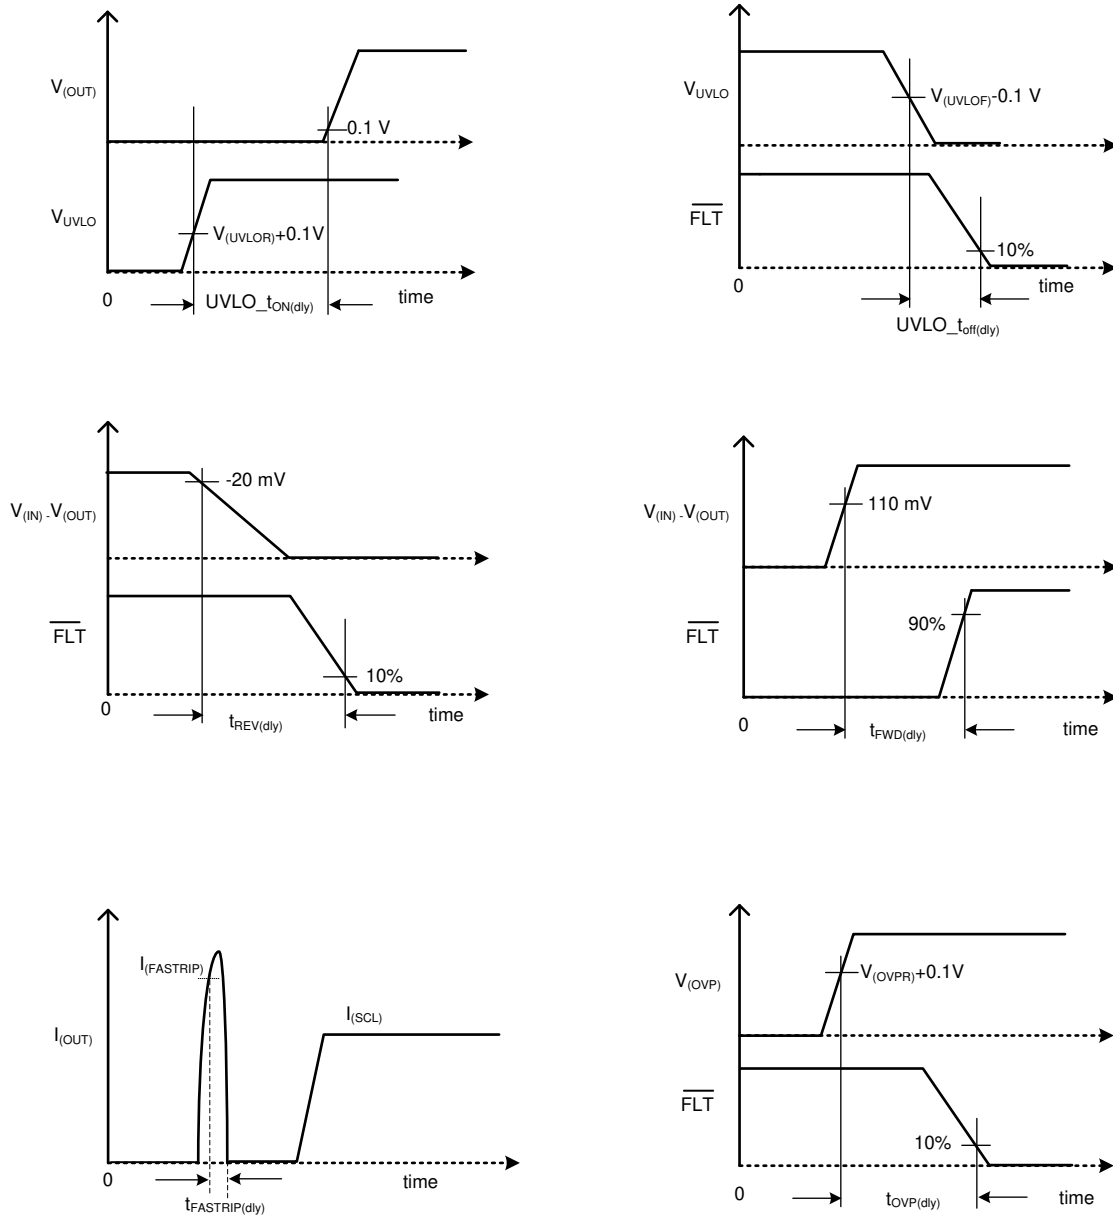 V(OUT)
0.1 V
VUVLO
V(UVLOR)+0.1V
0
UVLO_tON(dly)
time
VUVLO
V(UVLOF)-0.1 V
FLT
10%
0
time
UVLO_toff(dly)
-20 mV
V(IN) -V(OUT)
FLT
10%
0
tREV(dly)
time
V(IN) -V(OUT)
110 mV
90%
FLT
0
tFWD(dly)
time
I(FASTRIP)
I(SCL)
I(OUT)
0
time
tFASTRIP(dly)
V(OVP)
V(OVPR)+0.1V
FLT
10%
0
tOVP(dly)
time